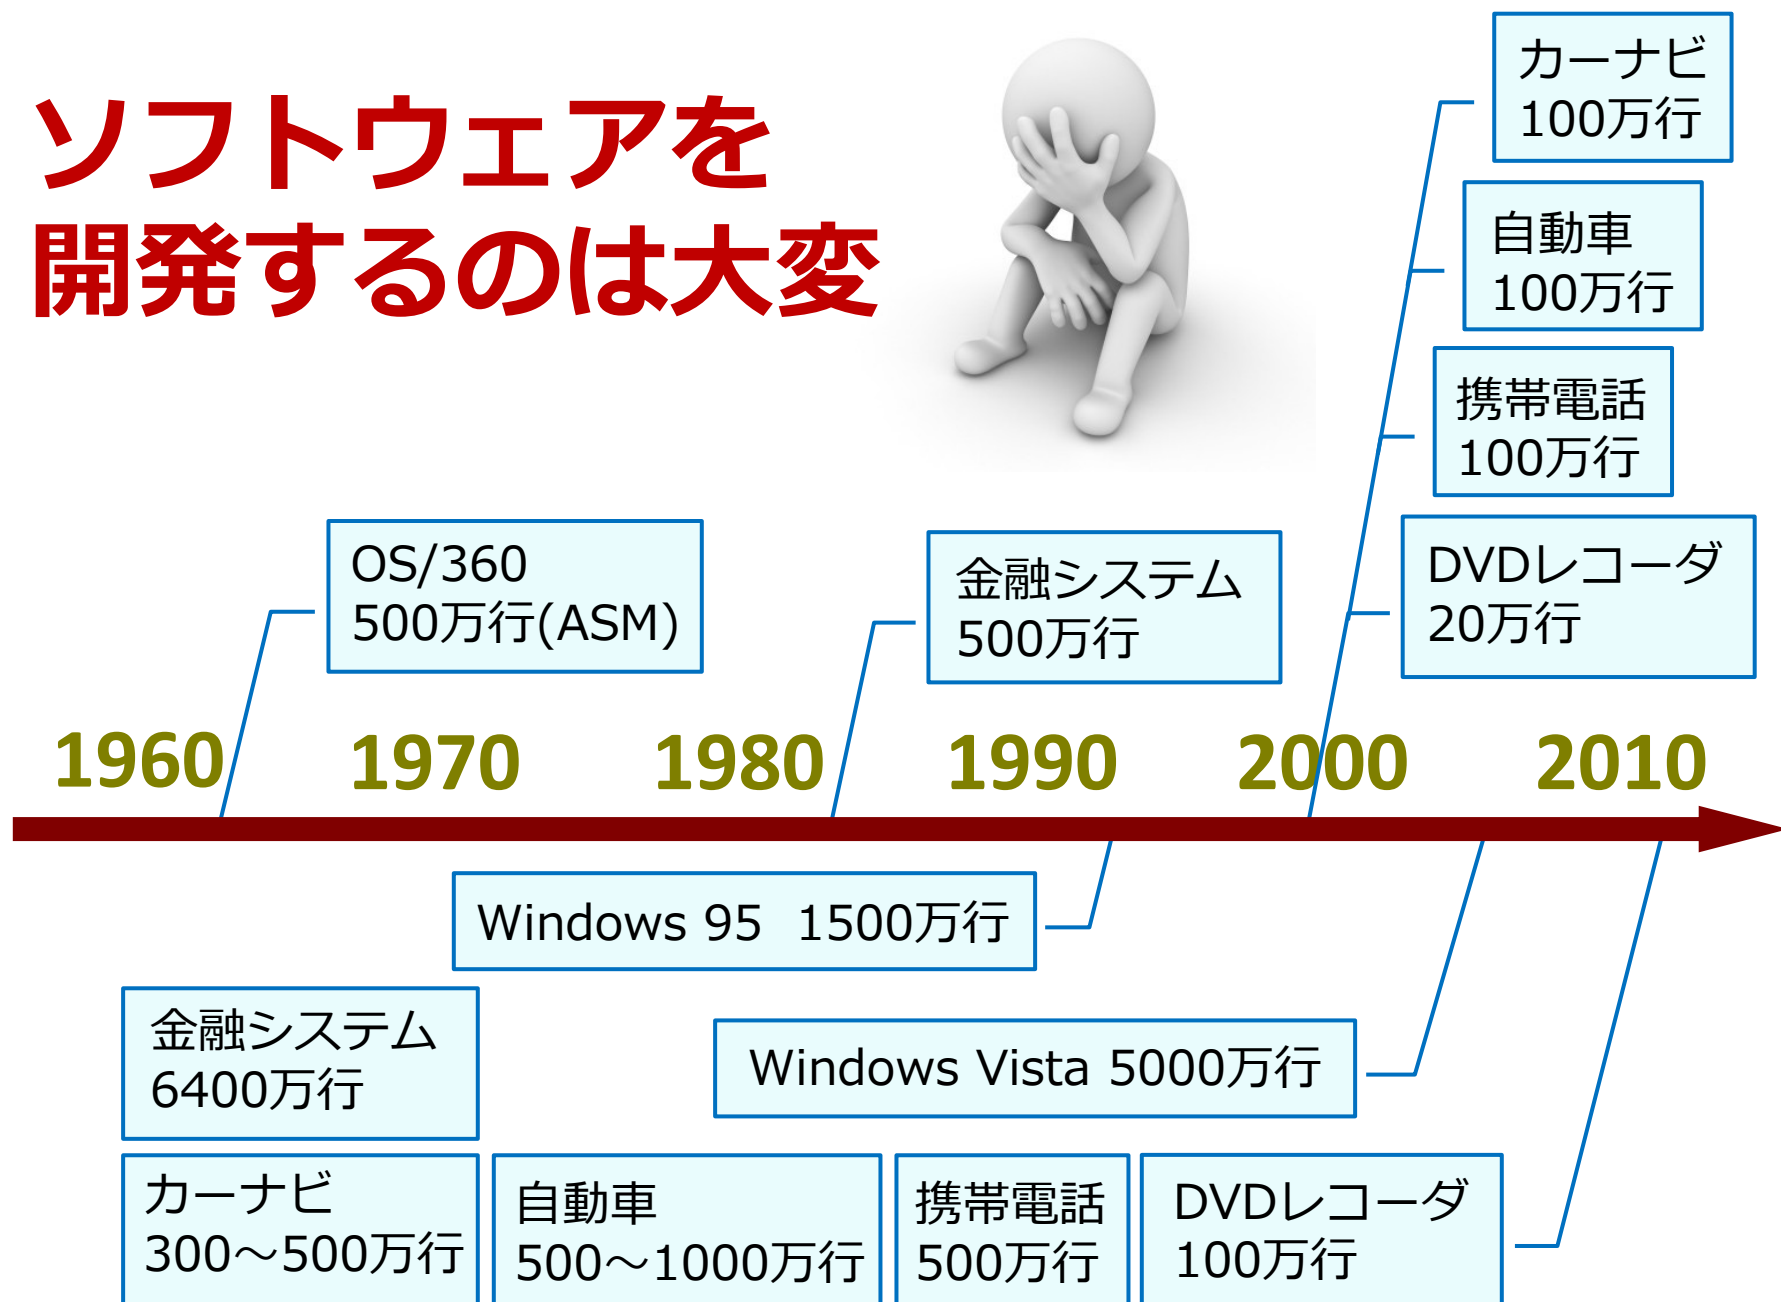 ソフトウェアを
開発するのは大変
カーナビ
100万行
自動車
100万行
携帯電話
100万行
DVDレコーダ
20万行
OS/360
500万行(ASM)
金融システム
500万行
1960 1970 1980 1990 2000 2010
Windows 95 1500万行
金融システム
6400万行
Windows Vista 5000万行
カーナビ
300～500万行
自動車
500～1000万行
携帯電話
500万行
DVDレコーダ
100万行